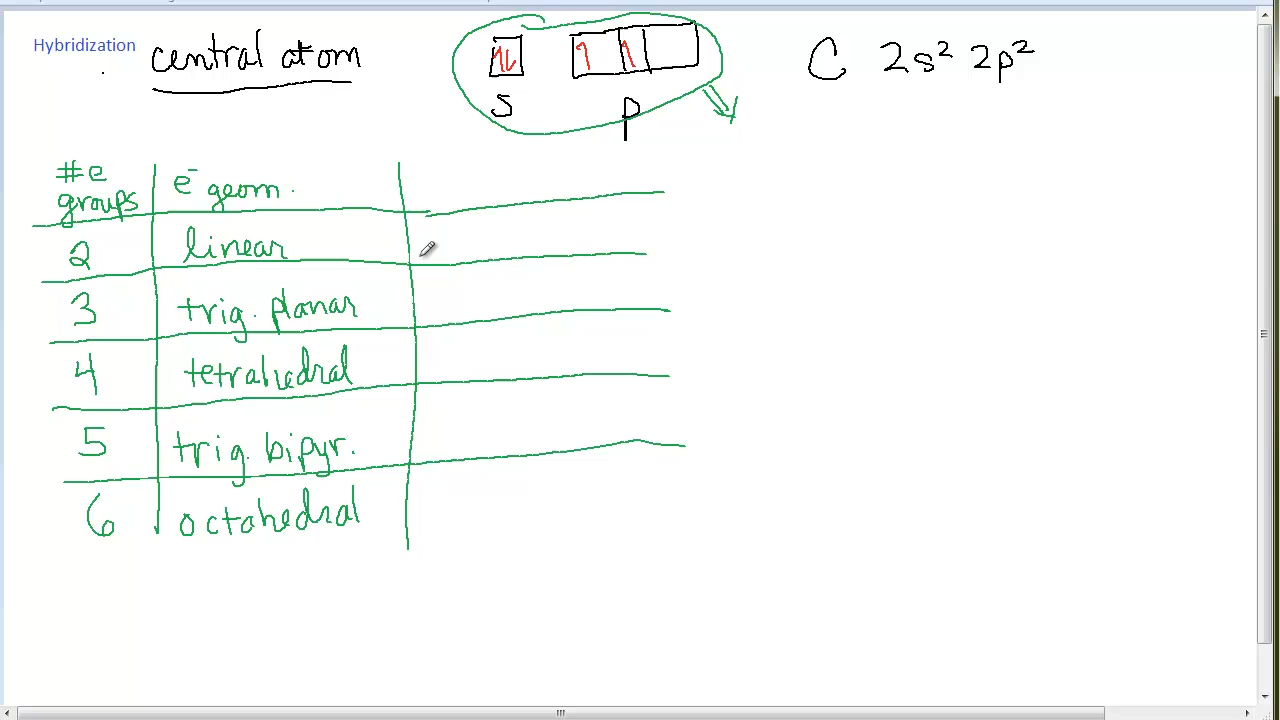 Hybridization
central atom
s p
C 2s² 2p²
#e groups e⁻ geom.
2 linear
3 trig. planar
4 tetrahedral
5 trig. bipyr.
6 octahedral